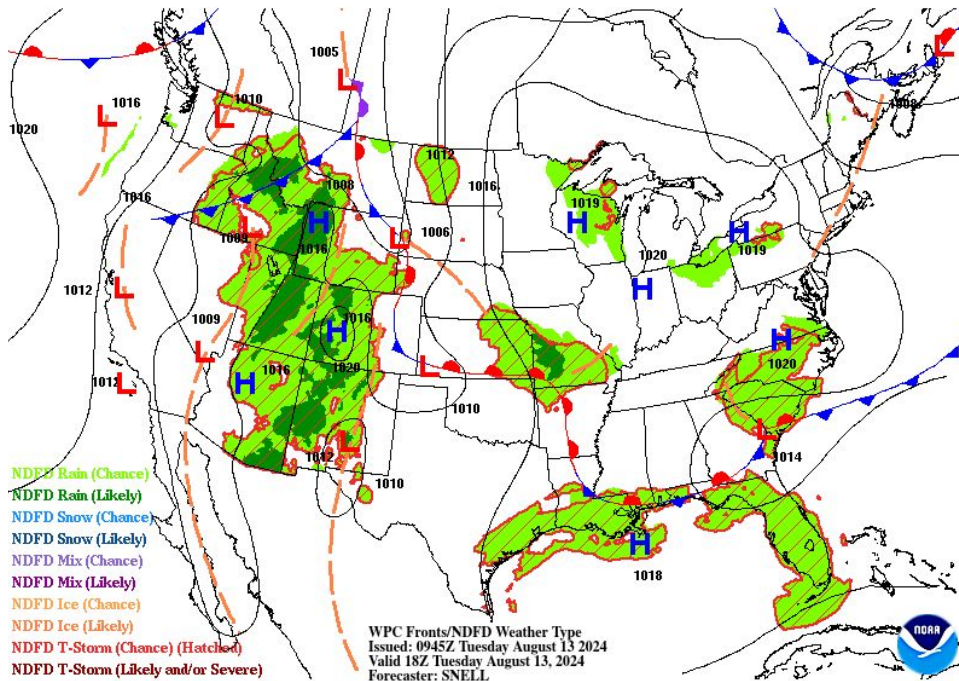 1005
1016
1010
1020
1008
1012
1016
1008
1016
1019
1009
1016
1006
1020
1019
1012
1009
1016
1020
1012
1016
1020
1010
1012
1014
1010
1018
NDFD Rain (Chance)
NDFD Rain (Likely)
NDFD Snow (Chance)
NDFD Snow (Likely)
NDFD Mix (Chance)
NDFD Mix (Likely)
NDFD Ice (Chance)
NDFD Ice (Likely)
NDFD T-Storm (Chance) (Hatched)
NDFD T-Storm (Likely and/or Severe)
L
L
L
L
H
H
H
L
L
L
H
H
H
L
H
L
L
L
L
H
WPC Fronts/NDFD Weather Type
Issued: 0945Z Tuesday August 13 2024
Valid 18Z Tuesday August 13, 2024
Forecaster: SNELL
NOAA